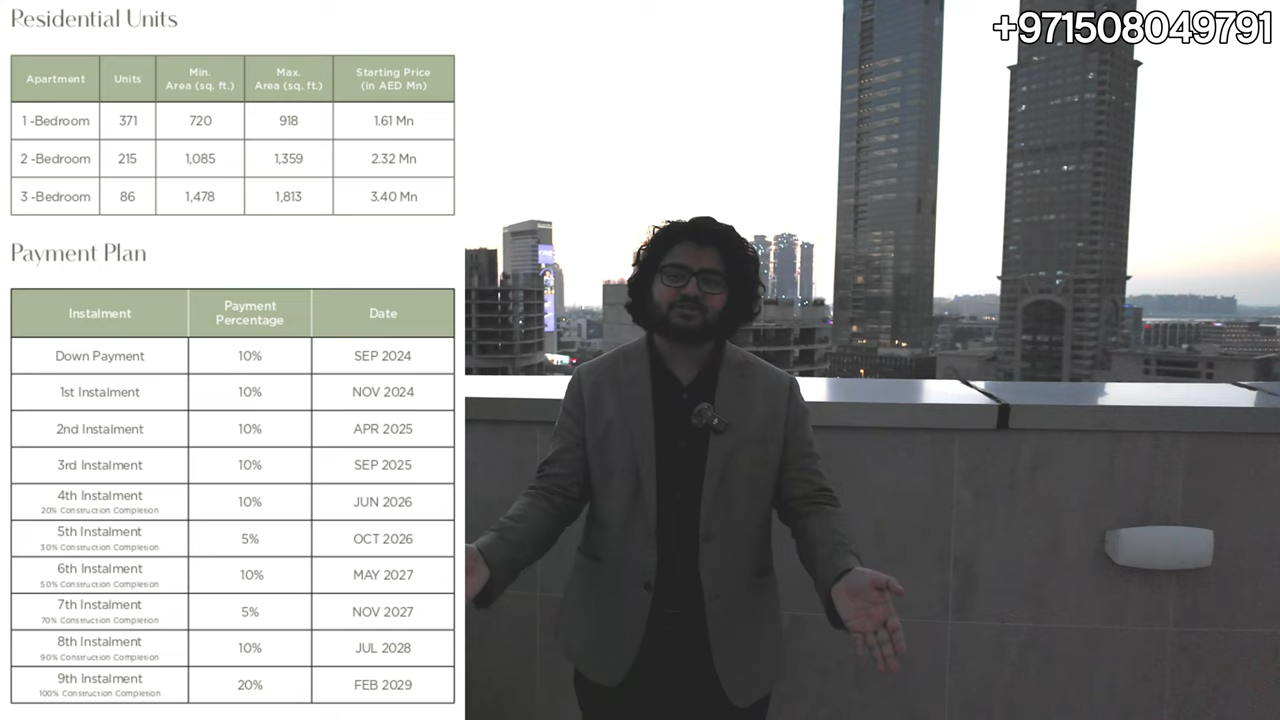 Residential Units
+971508049791
Apartment Units Min. Area (sq. ft.) Max. Area (sq. ft.) Starting Price (in AED Mn)
1 -Bedroom 371 720 918 1.61 Mn
2 -Bedroom 215 1,085 1,359 2.32 Mn
3 -Bedroom 86 1,478 1,813 3.40 Mn
Payment Plan
Instalment Payment Percentage Date
Down Payment 10% SEP 2024
1st Instalment 10% NOV 2024
2nd Instalment 10% APR 2025
3rd Instalment 10% SEP 2025
4th Instalment 10% JUN 2026
20% Construction Completion
5th Instalment 5% OCT 2026
30% Construction Completion
6th Instalment 10% MAY 2027
50% Construction Completion
7th Instalment 5% NOV 2027
70% Construction Completion
8th Instalment 10% JUL 2028
90% Construction Completion
9th Instalment 20% FEB 2029
100% Construction Completion